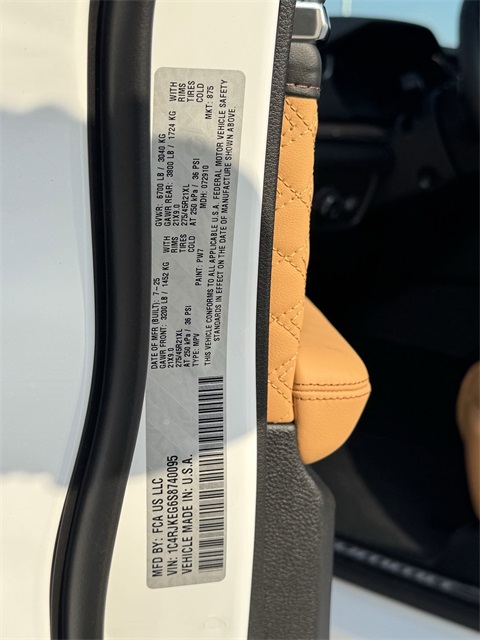 MFD BY: FCA US LLC
VIN: 1C4RJKEG6S8740095
VEHICLE MADE IN: U.S.A.
DATE OF MFR (BUILT): 7-25
GVWR: 6700 LB / 3040 KG
GAWR FRONT: 3200 LB / 1452 KG WITH
GAWR REAR: 3800 LB / 1724 KG WITH
21X9.0 RIMS
21X9.0 RIMS
275/45R21XL TIRES
275/45R21XL TIRES
AT 250 kPa / 36 PSI COLD
AT 250 kPa / 36 PSI COLD
TYPE: MPV
PAINT: PW7
MDH: 072910
MKT: 875
THIS VEHICLE CONFORMS TO ALL APPLICABLE U.S.A. FEDERAL MOTOR VEHICLE SAFETY
STANDARDS IN EFFECT ON THE DATE OF MANUFACTURE SHOWN ABOVE.